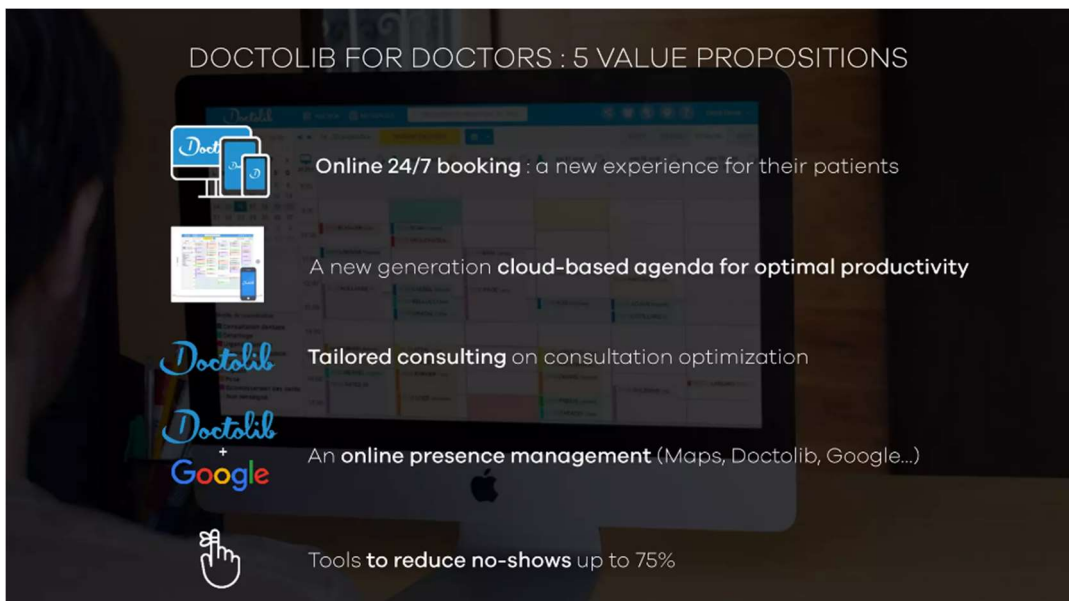 DOCTOLIB FOR DOCTORS : 5 VALUE PROPOSITIONS
Doctolib
Online 24/7 booking : a new experience for their patients
A new generation cloud-based agenda for optimal productivity
Doctolib
Tailored consulting on consultation optimization
Doctolib
+
Google
An online presence management (Maps, Doctolib, Google...)
Tools to reduce no-shows up to 75%